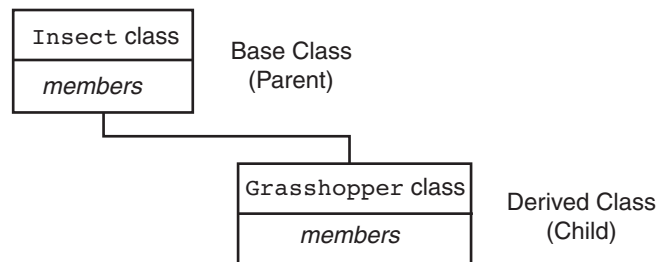 Insect class
members
Base Class
(Parent)
Grasshopper class
members
Derived Class
(Child)